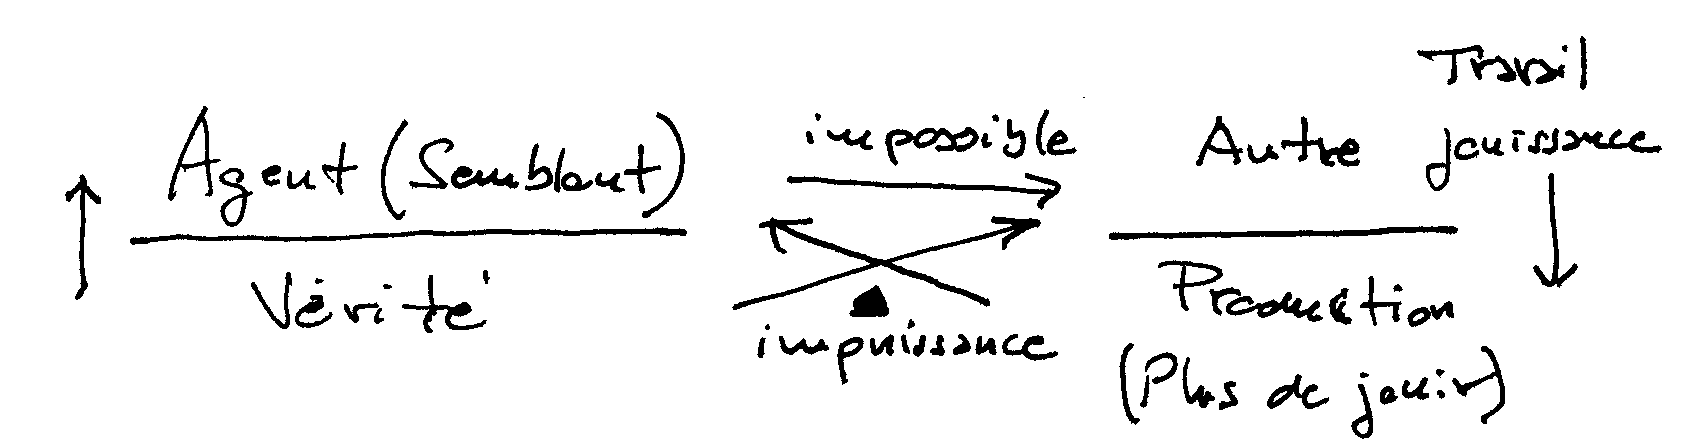 Travail
Agent (Semblant)
impossible
Autre
jouissance
Vérité
impuissance
Production
(Plus de jouir)